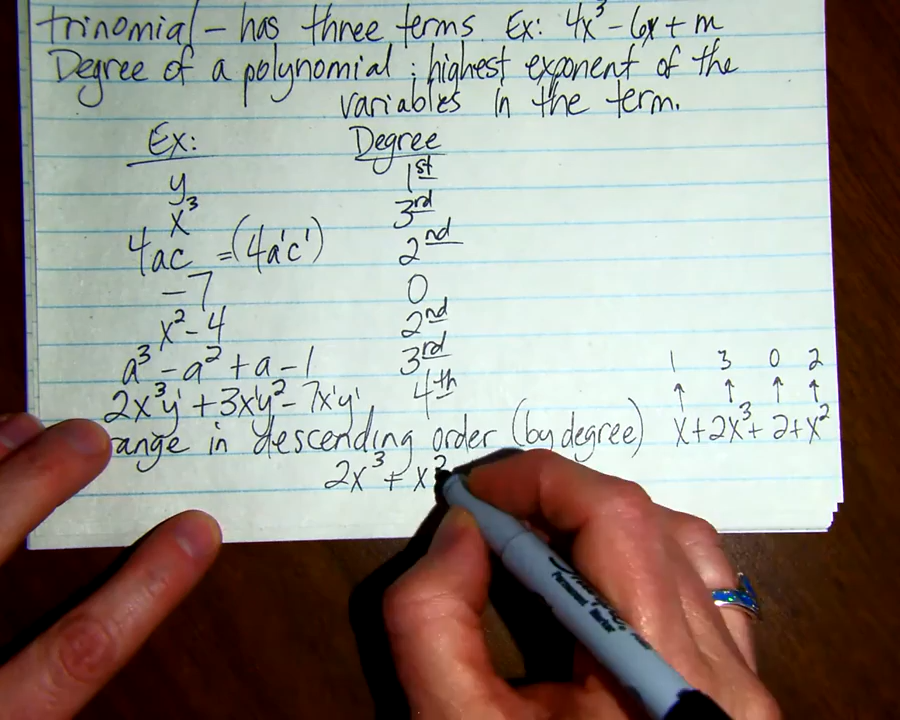 trinomial – has three terms. Ex: 4x³ - 6x + m
Degree of a polynomial : highest exponent of the
variables in the term.
Ex: Degree
y 1st
x³ 3rd
4ac = (4a¹c¹) 2nd
-7 0
x² - 4 2nd
a³ - a² + a - 1 3rd
2x³y¹ + 3x¹y² - 7x¹y¹ 4th
1 3 0 2
↑ ↑ ↑ ↑
range in descending order (by degree) x + 2x³ + 2 + x²
2x³ + x²